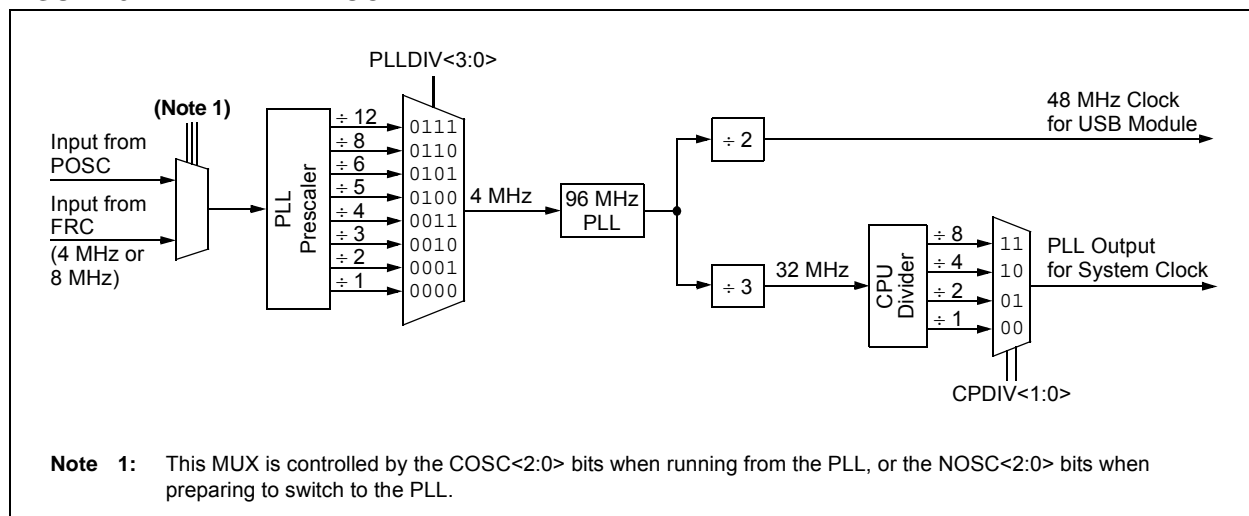 PLLDIV<3:0>
(Note 1)
Input from
POSC
Input from
FRC
(4 MHz or
8 MHz)
PLL
Prescaler
÷ 12
÷ 8
÷ 6
÷ 5
÷ 4
÷ 3
÷ 2
÷ 1
0111
0110
0101
0100
0011
0010
0001
0000
4 MHz
96 MHz
PLL
÷ 2
48 MHz Clock
for USB Module
÷ 3
32 MHz
CPU
Divider
÷ 8
÷ 4
÷ 2
÷ 1
11
10
01
00
PLL Output
for System Clock
CPDIV<1:0>
Note 1: This MUX is controlled by the COSC<2:0> bits when running from the PLL, or the NOSC<2:0> bits when
preparing to switch to the PLL.